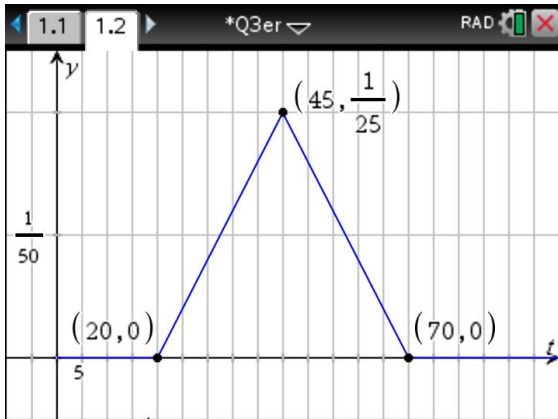 1.1 1.2 *Q3er RAD
y
(45, 1/25)
1/50
(20,0) (70,0)
5 t